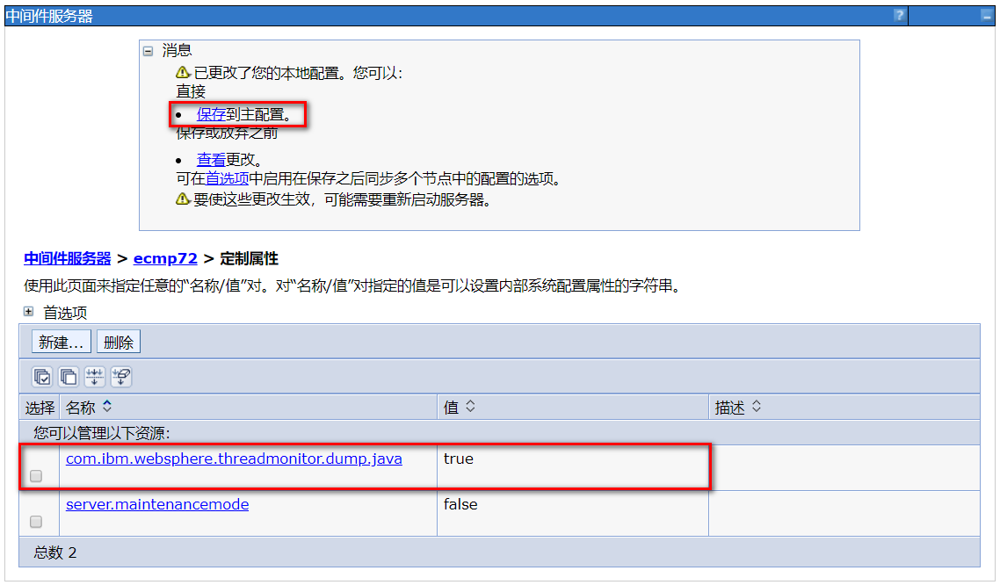 中间件服务器
?
消息
已更改了您的本地配置。您可以：
直接
保存到主配置。
保存或放弃之前
查看更改。
可在首选项中启用在保存之后同步多个节点中的配置的选项。
要使这些更改生效，可能需要重新启动服务器。
中间件服务器 > ecmp72 > 定制属性
使用此页面来指定任意的“名称/值”对。对“名称/值”对指定的值是可以设置内部系统配置属性的字符串。
首选项
新建... 删除
选择 名称 值 描述
您可以管理以下资源：
com.ibm.websphere.threadmonitor.dump.java true
server.maintenancemode false
总数 2